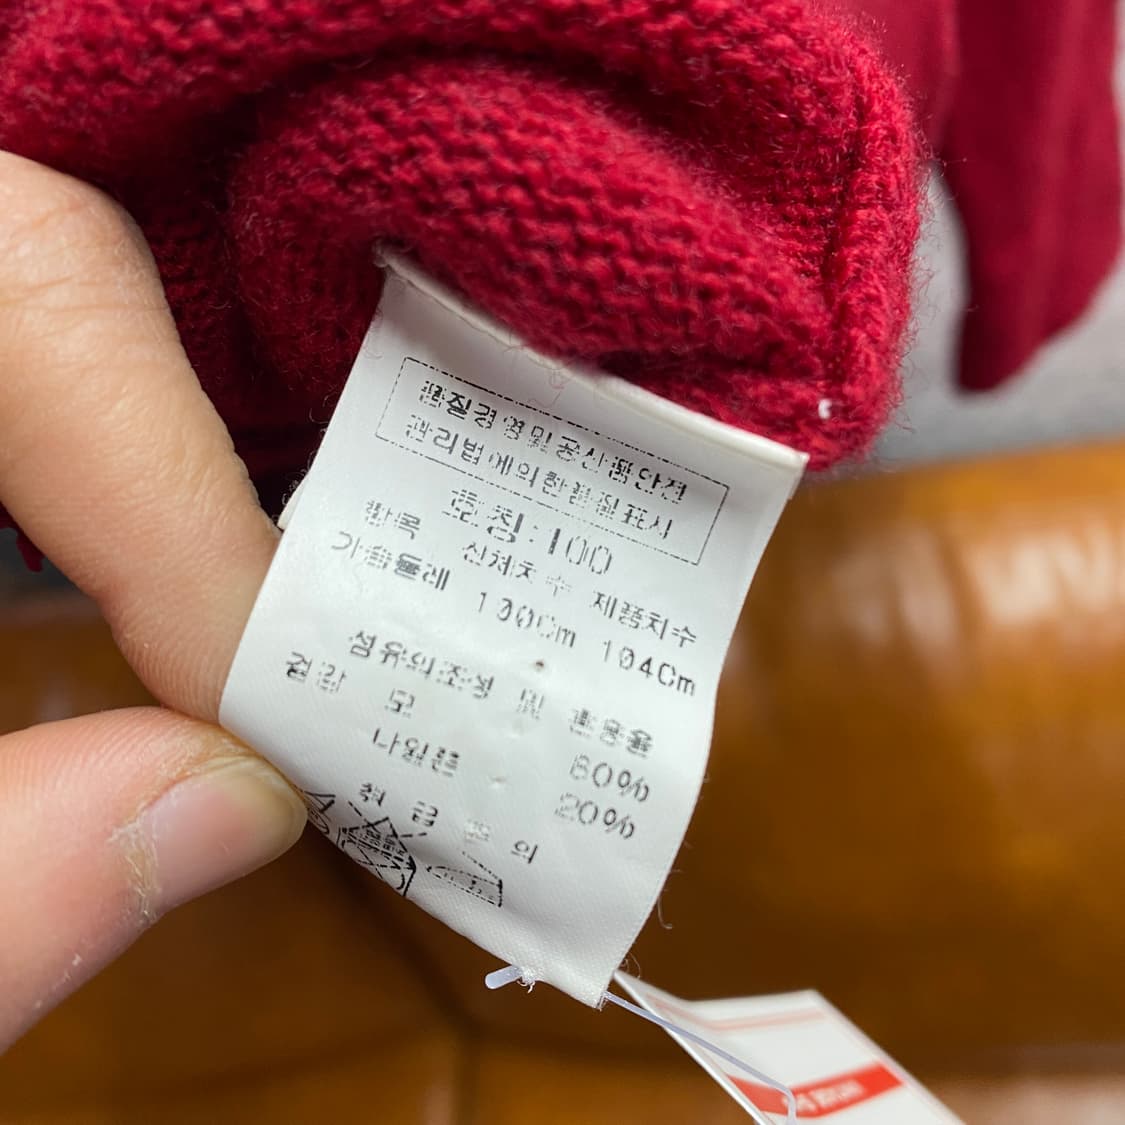 품질경영및공산품안전
관리법에의한품질표시
호칭:100
항목 신체치수 제품치수
가슴둘레 100Cm 104Cm
섬유의조성 및 혼용율
겉감 모 80%
나일론 20%
취급주의